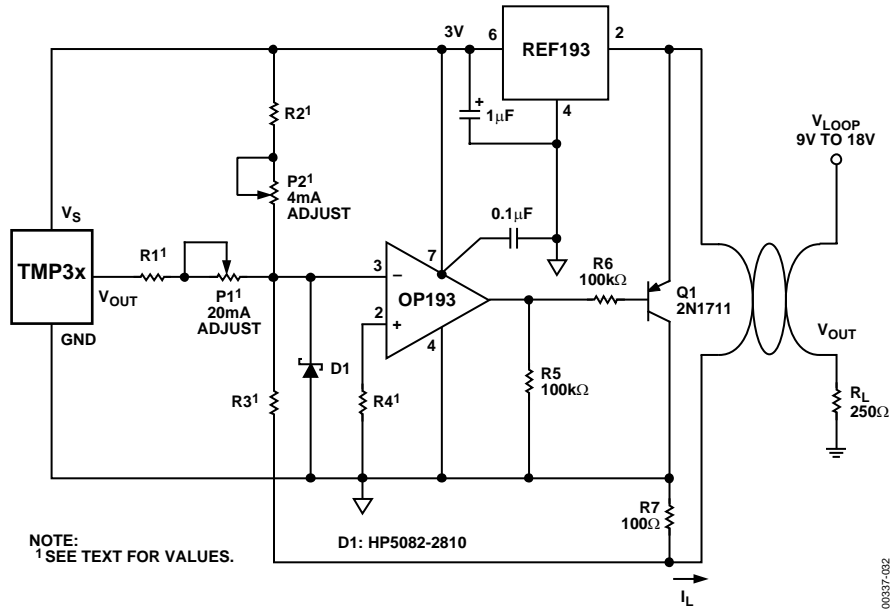 3V
6
REF193
2
R2¹
1µF
4
V_LOOP
9V TO 18V
P2¹
4mA
ADJUST
0.1µF
V_S
TMP3x
R1¹
V_OUT
P1¹
20mA
ADJUST
GND
3
−
7
OP193
2
+
4
R6
100kΩ
Q1
2N1711
V_OUT
D1
R3¹
R4¹
R5
100kΩ
R_L
250Ω
R7
100Ω
NOTE:
¹ SEE TEXT FOR VALUES.
D1: HP5082-2810
I_L
+
00337-032